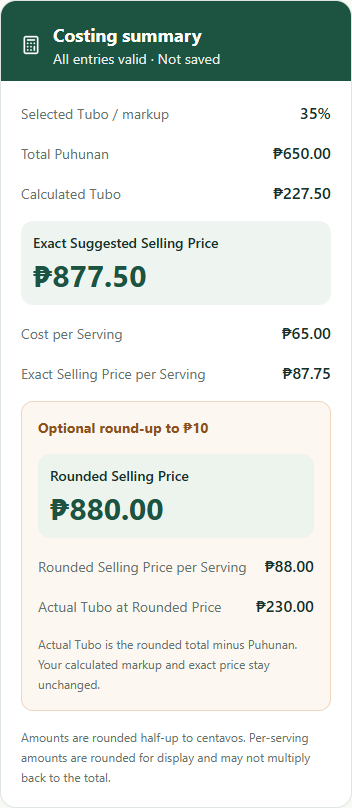 Costing summary
All entries valid · Not saved
Selected Tubo / markup 35%
Total Puhunan ₱650.00
Calculated Tubo ₱227.50
Exact Suggested Selling Price
₱877.50
Cost per Serving ₱65.00
Exact Selling Price per Serving ₱87.75
Optional round-up to ₱10
Rounded Selling Price
₱880.00
Rounded Selling Price per Serving ₱88.00
Actual Tubo at Rounded Price ₱230.00
Actual Tubo is the rounded total minus Puhunan.
Your calculated markup and exact price stay
unchanged.
Amounts are rounded half-up to centavos. Per-serving
amounts are rounded for display and may not multiply
back to the total.